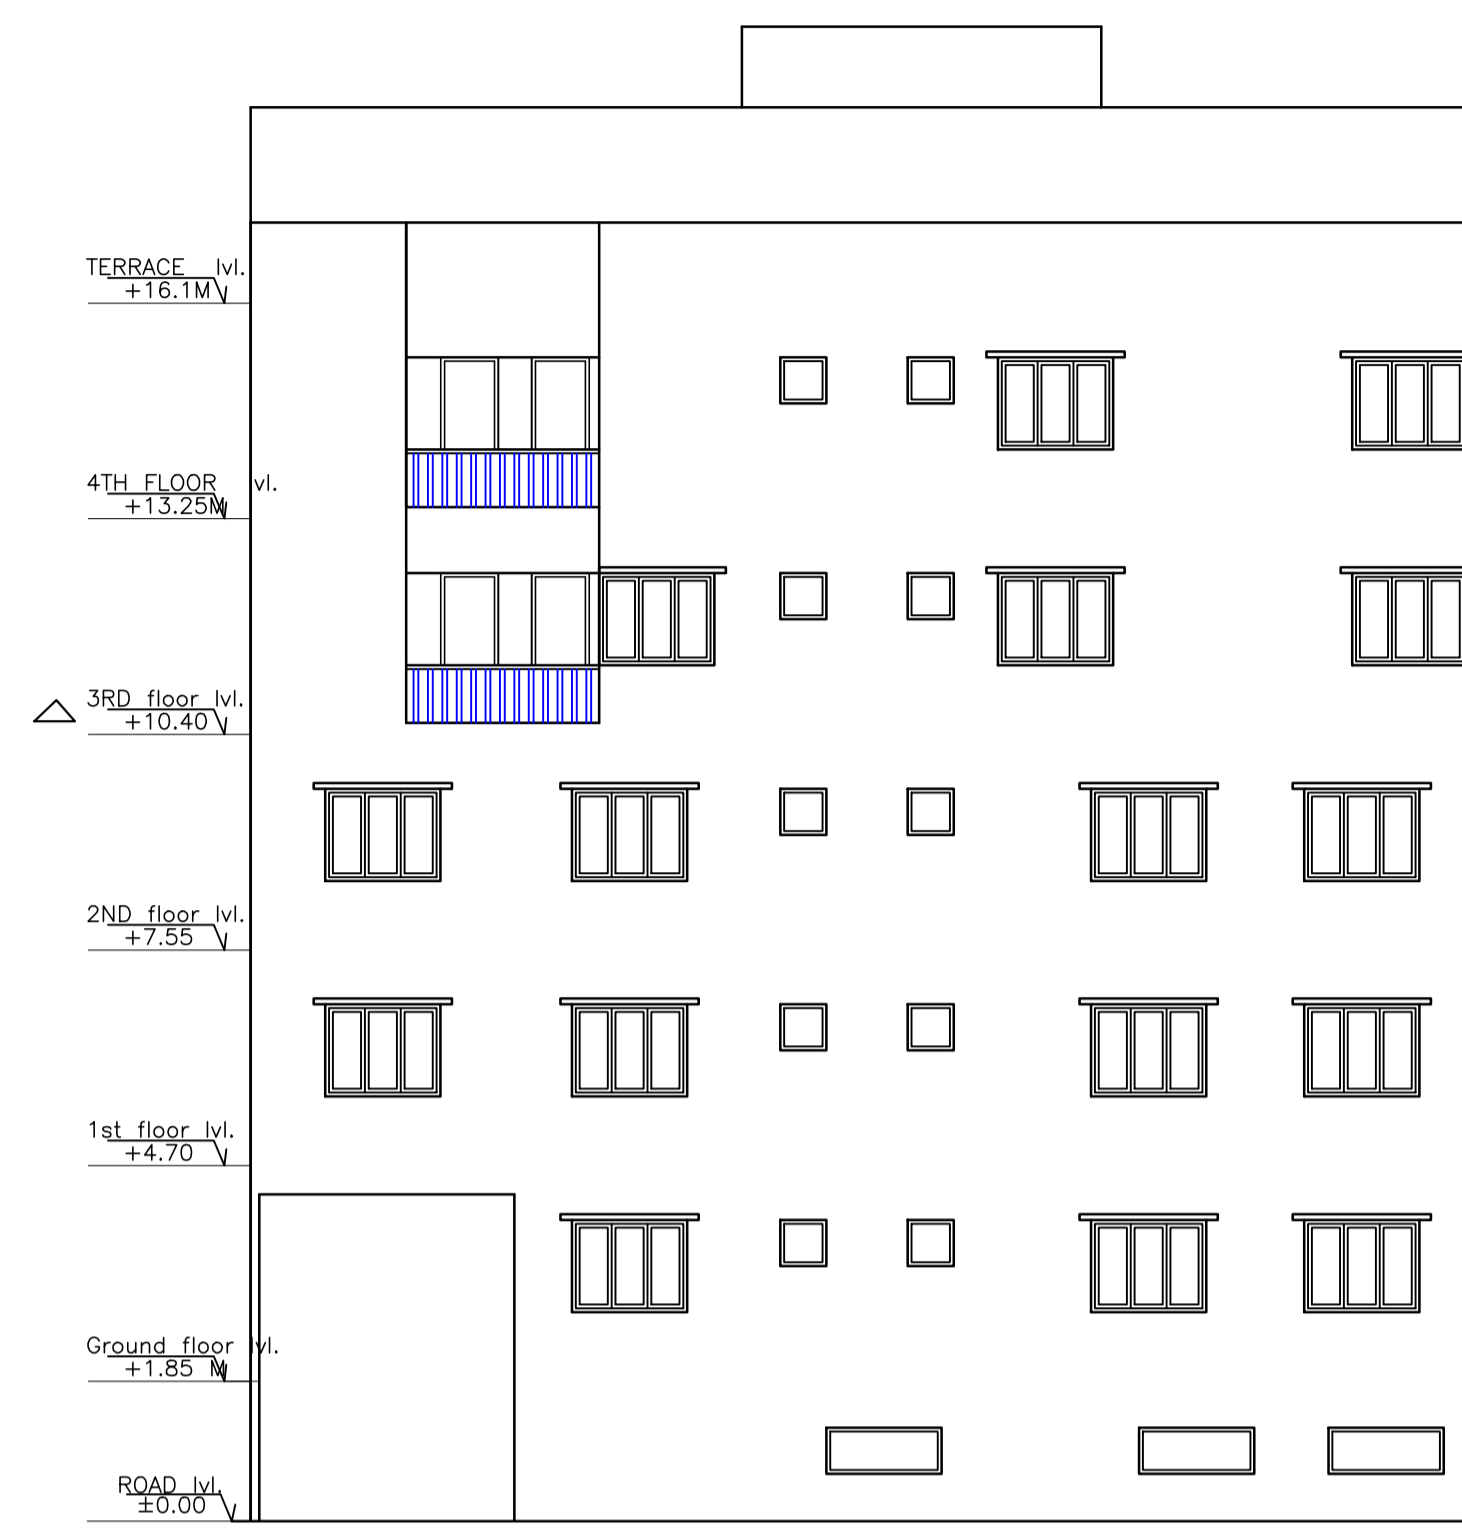 TERRACE lvl.
+16.1M
4TH FLOOR lvl.
+13.25M
3RD floor lvl.
+10.40
2ND floor lvl.
+7.55
1st floor lvl.
+4.70
Ground floor lvl.
+1.85 M
ROAD lvl.
±0.00